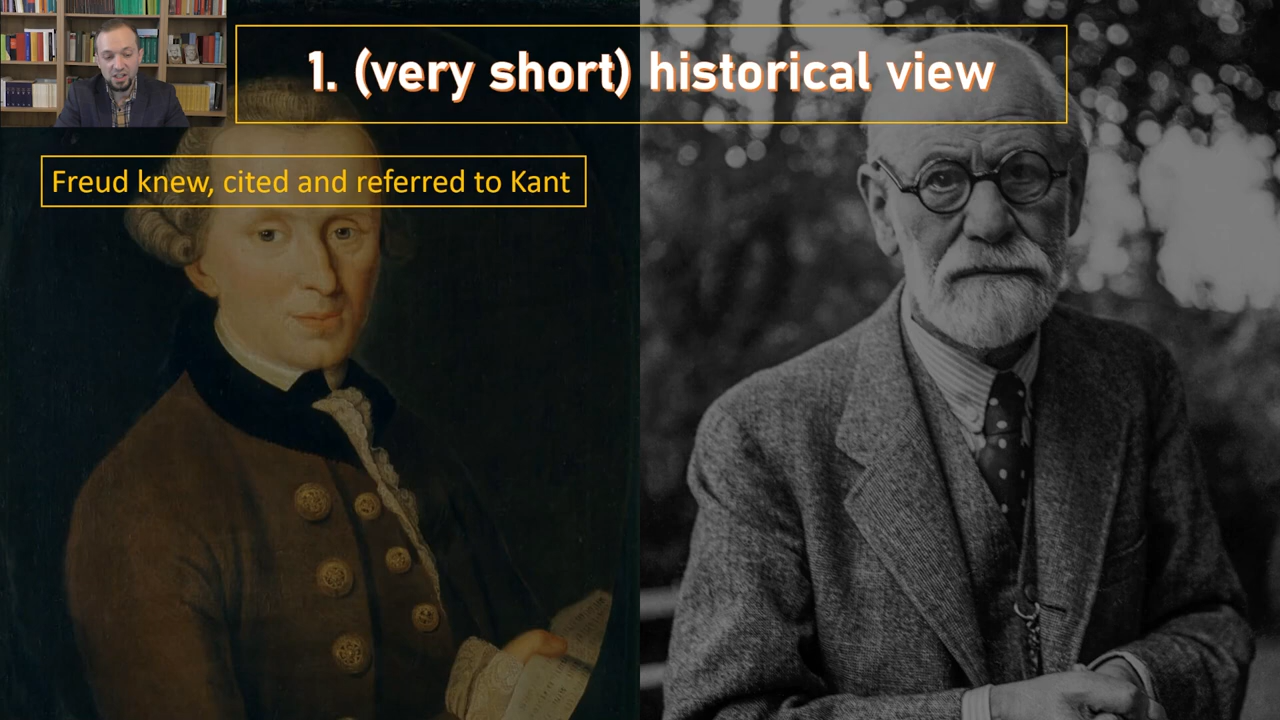 1. (very short) historical view
Freud knew, cited and referred to Kant